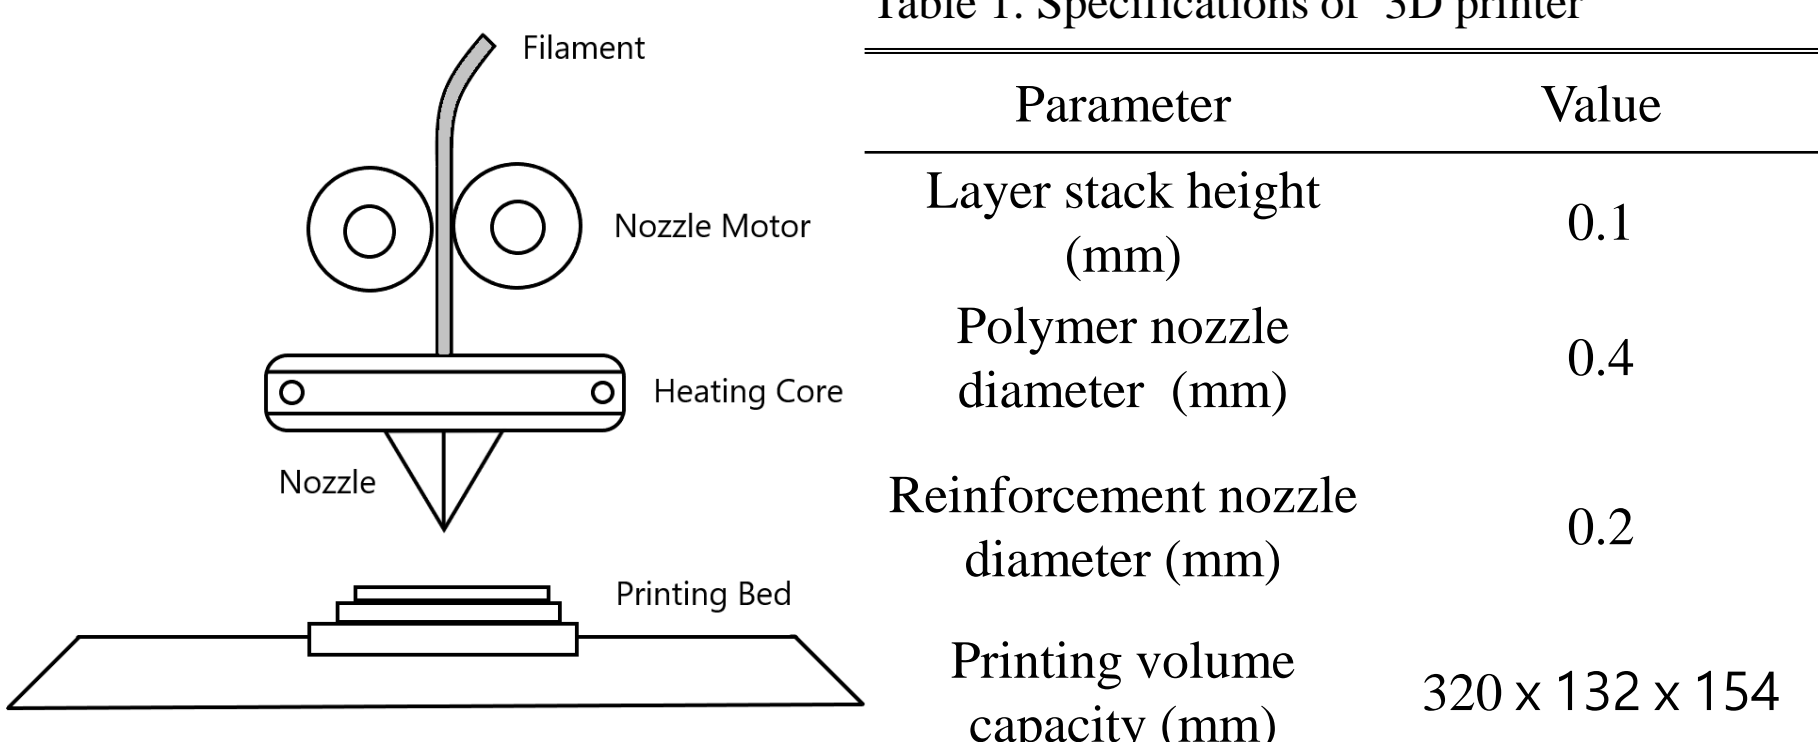 Filament
Nozzle Motor
Heating Core
Nozzle
Printing Bed
Table 1. Specifications of 3D printer
Parameter Value
Layer stack height
(mm)
0.1
Polymer nozzle
diameter (mm)
0.4
Reinforcement nozzle
diameter (mm)
0.2
Printing volume
capacity (mm)
320 x 132 x 154